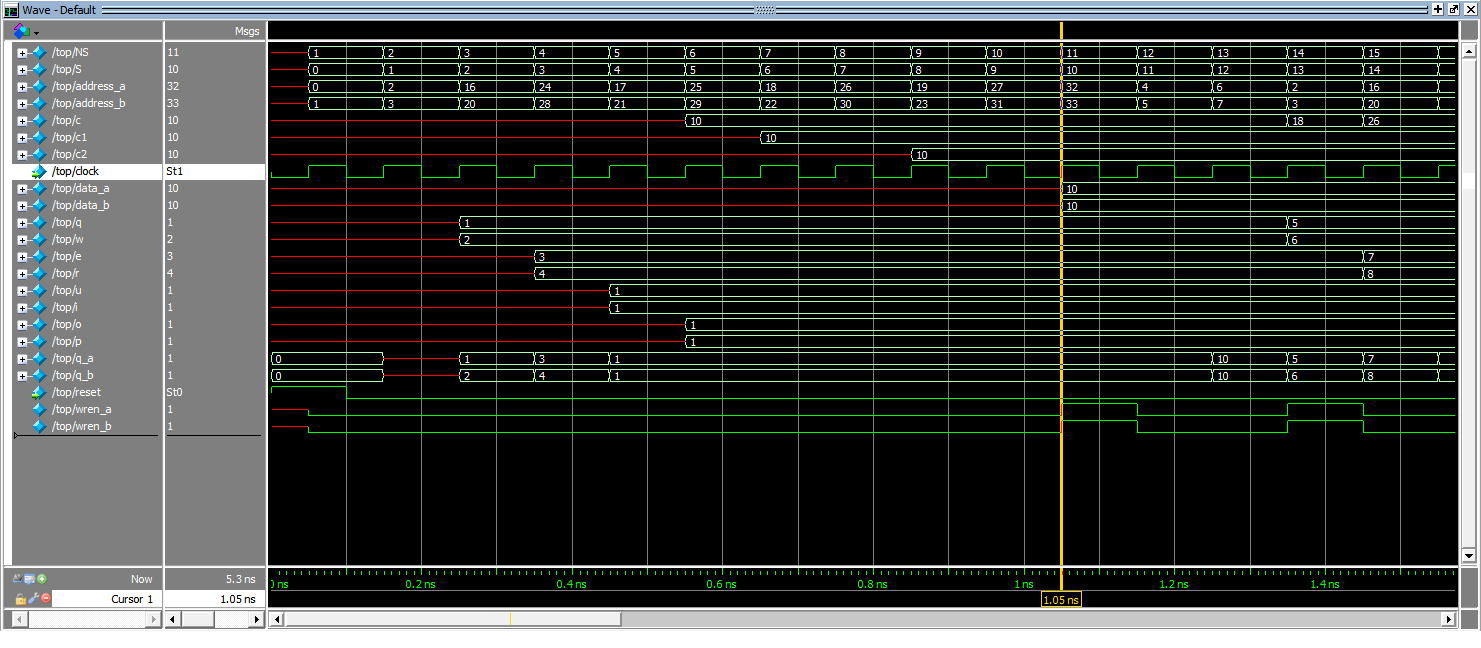 Wave - Default
Msgs
/top/NS 11 1 2 3 4 5 6 7 8 9 10 11 12 13 14 15
/top/S 10 0 1 2 3 4 5 6 7 8 9 10 11 12 13 14
/top/address_a 32 0 2 16 24 17 25 18 26 19 27 32 4 6 2 16
/top/address_b 33 1 3 20 28 21 29 22 30 23 31 33 5 7 3 20
/top/c 10 10 18 26
/top/c1 10 10
/top/c2 10 10
/top/clock St1
/top/data_a 10 10
/top/data_b 10 10
/top/q 1 1 5
/top/w 2 2 6
/top/e 3 3 7
/top/r 4 4 8
/top/u 1 1
/top/i 1 1
/top/o 1 1
/top/p 1 1
/top/q_a 1 0 1 3 1 10 5 7
/top/q_b 1 0 2 4 1 10 6 8
/top/reset St0
/top/wren_a 1
/top/wren_b 1
Now 5.3 ns ns 0.2 ns 0.4 ns 0.6 ns 0.8 ns 1 ns 1.2 ns 1.4 ns
Cursor 1 1.05 ns 1.05 ns